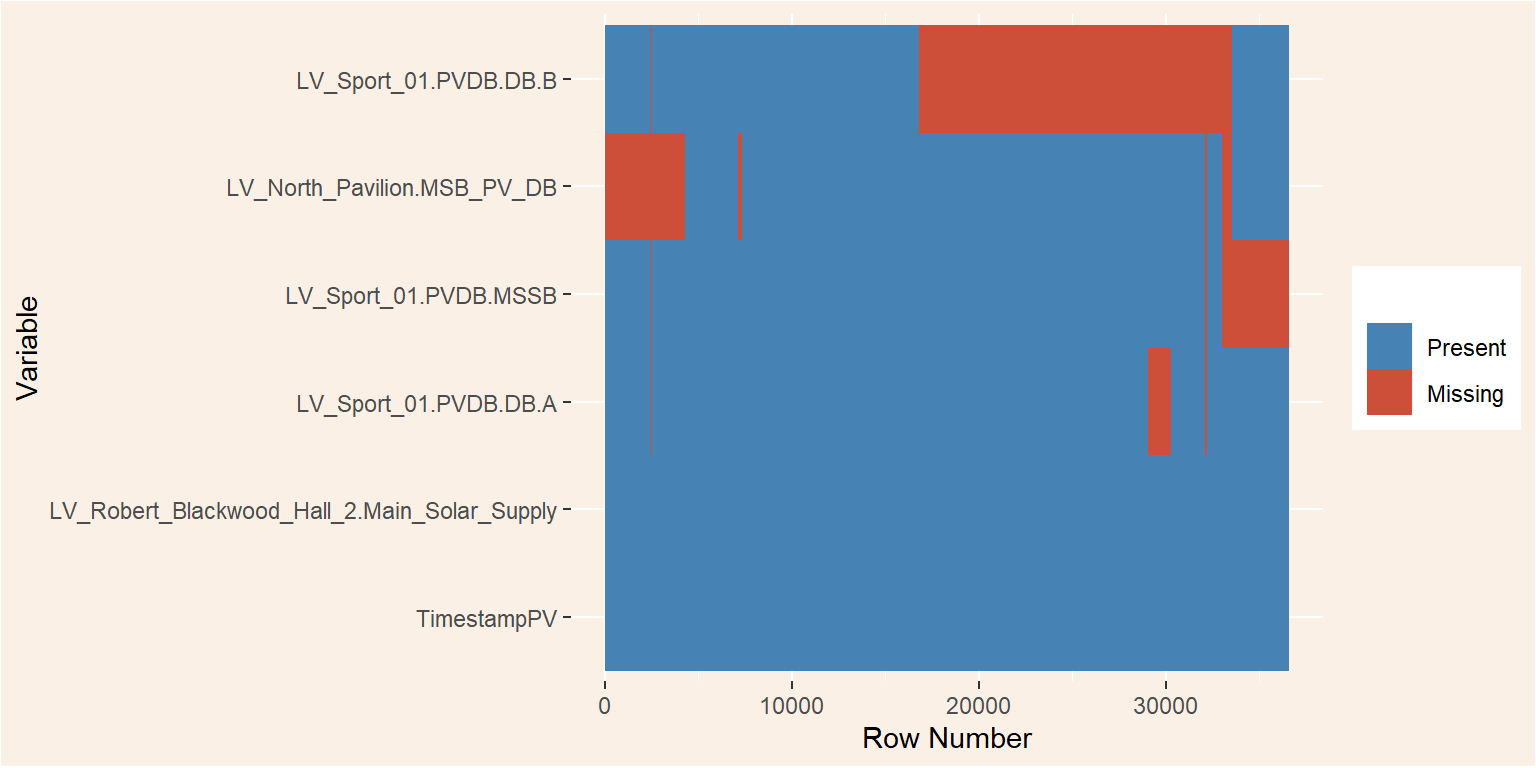 Variable
LV_Sport_01.PVDB.DB.B
LV_North_Pavilion.MSB_PV_DB
LV_Sport_01.PVDB.MSSB
LV_Sport_01.PVDB.DB.A
LV_Robert_Blackwood_Hall_2.Main_Solar_Supply
TimestampPV
0 10000 20000 30000
Row Number
Present
Missing